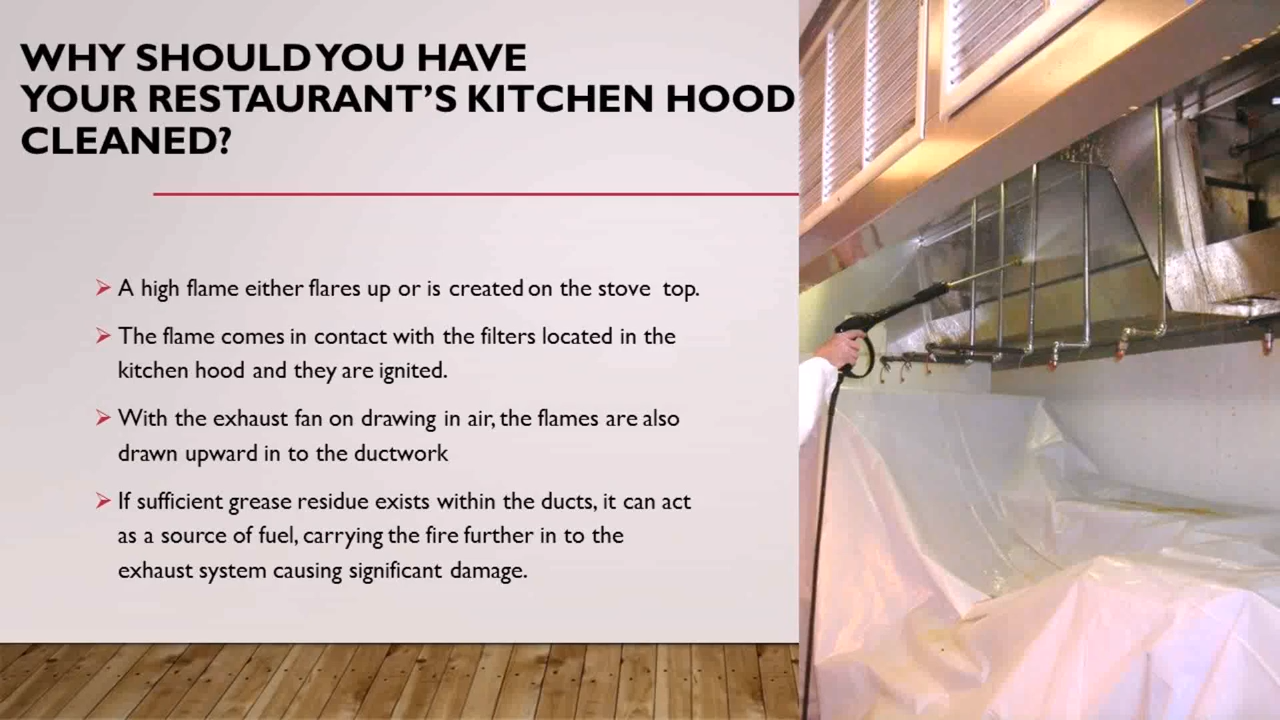 WHY SHOULD YOU HAVE
YOUR RESTAURANT’S KITCHEN HOOD
CLEANED?
A high flame either flares up or is created on the stove top.
The flame comes in contact with the filters located in the
kitchen hood and they are ignited.
With the exhaust fan on drawing in air, the flames are also
drawn upward in to the ductwork
If sufficient grease residue exists within the ducts, it can act
as a source of fuel, carrying the fire further in to the
exhaust system causing significant damage.